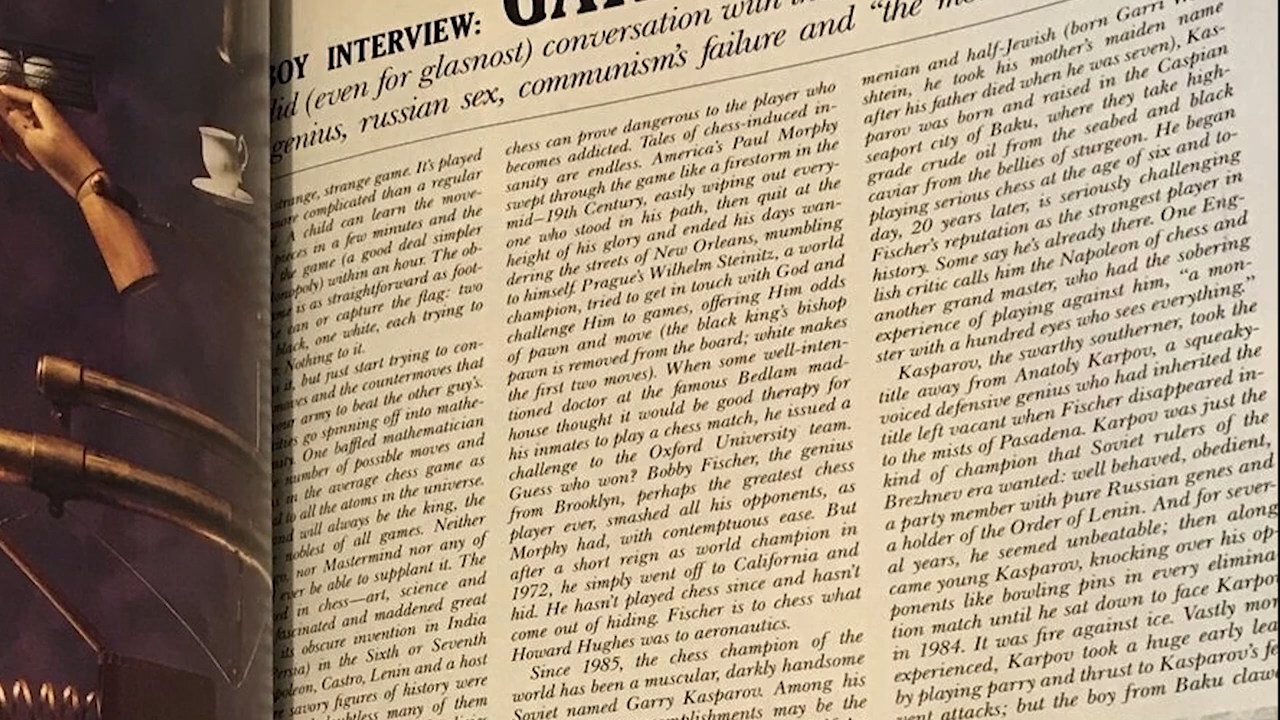 BOY INTERVIEW:
did (even for glasnost) conversation with
genius, russian sex, communism's failure and "the
strange, strange game. It's played
more complicated than a regular
A child can learn the move-
pieces in a few minutes and the
the game (a good deal simpler
within an hour. The ob-
is as straightforward as foot-
can or capture the flag: two
black, one white, each trying to
Nothing to it.
it, but just start trying to con-
moves and the countermoves that
your army to beat the other guy's.
go spinning off into mathe-
One baffled mathematician
number of possible moves and
in the average chess game as
to all the atoms in the universe.
and will always be the king, the
noblest of all games. Neither
nor Mastermind nor any of
ever be able to supplant it. The
in chess—art, science and
fascinated and maddened great
its obscure invention in India
in the Sixth or Seventh
Castro, Lenin and a host
savory figures of history were
many of them
chess can prove dangerous to the player who
becomes addicted. Tales of chess-induced in-
sanity are endless. America's Paul Morphy
swept through the game like a firestorm in the
mid-19th Century, easily wiping out every-
one who stood in his path, then quit at the
height of his glory and ended his days wan-
dering the streets of New Orleans, mumbling
to himself. Prague's Wilhelm Steinitz, a world
champion, tried to get in touch with God and
challenge Him to games, offering Him odds
of pawn and move (the black king's bishop
pawn is removed from the board; white makes
the first two moves). When some well-inten-
tioned doctor at the famous Bedlam mad-
house thought it would be good therapy for
his inmates to play a chess match, he issued a
challenge to the Oxford University team.
Guess who won? Bobby Fischer, the genius
from Brooklyn, perhaps the greatest chess
player ever, smashed all his opponents, as
Morphy had, with contemptuous ease. But
after a short reign as world champion in
1972, he simply went off to California and
hid. He hasn't played chess since and hasn't
come out of hiding. Fischer is to chess what
Howard Hughes was to aeronautics.
Since 1985, the chess champion of the
world has been a muscular, darkly handsome
Soviet named Garry Kasparov. Among his
may be the
menian and half-Jewish (born Garri
shtein, he took his mother's maiden name
after his father died when he was seven), Kas-
parov was born and raised in the Caspian
seaport city of Baku, where they take high-
grade crude oil from the seabed and black
caviar from the bellies of sturgeon. He began
playing serious chess at the age of six and to-
day, 20 years later, is seriously challenging
Fischer's reputation as the strongest player in
history. Some say he's already there. One Eng-
lish critic calls him the Napoleon of chess and
another grand master, who had the sobering
experience of playing against him, "a mon-
ster with a hundred eyes who sees everything."
Kasparov, the swarthy southerner, took the
title away from Anatoly Karpov, a squeaky-
voiced defensive genius who had inherited the
title left vacant when Fischer disappeared in-
to the mists of Pasadena. Karpov was just the
kind of champion that Soviet rulers of the
Brezhnev era wanted: well behaved, obedient,
a party member with pure Russian genes and
a holder of the Order of Lenin. And for sever-
al years, he seemed unbeatable; then along
came young Kasparov, knocking over his op-
ponents like bowling pins in every elimina
tion match until he sat down to face Karpov
in 1984. It was fire against ice. Vastly mor
experienced, Karpov took a huge early lea
by playing parry and thrust to Kasparov's fe
attacks; but the boy from Baku clawe